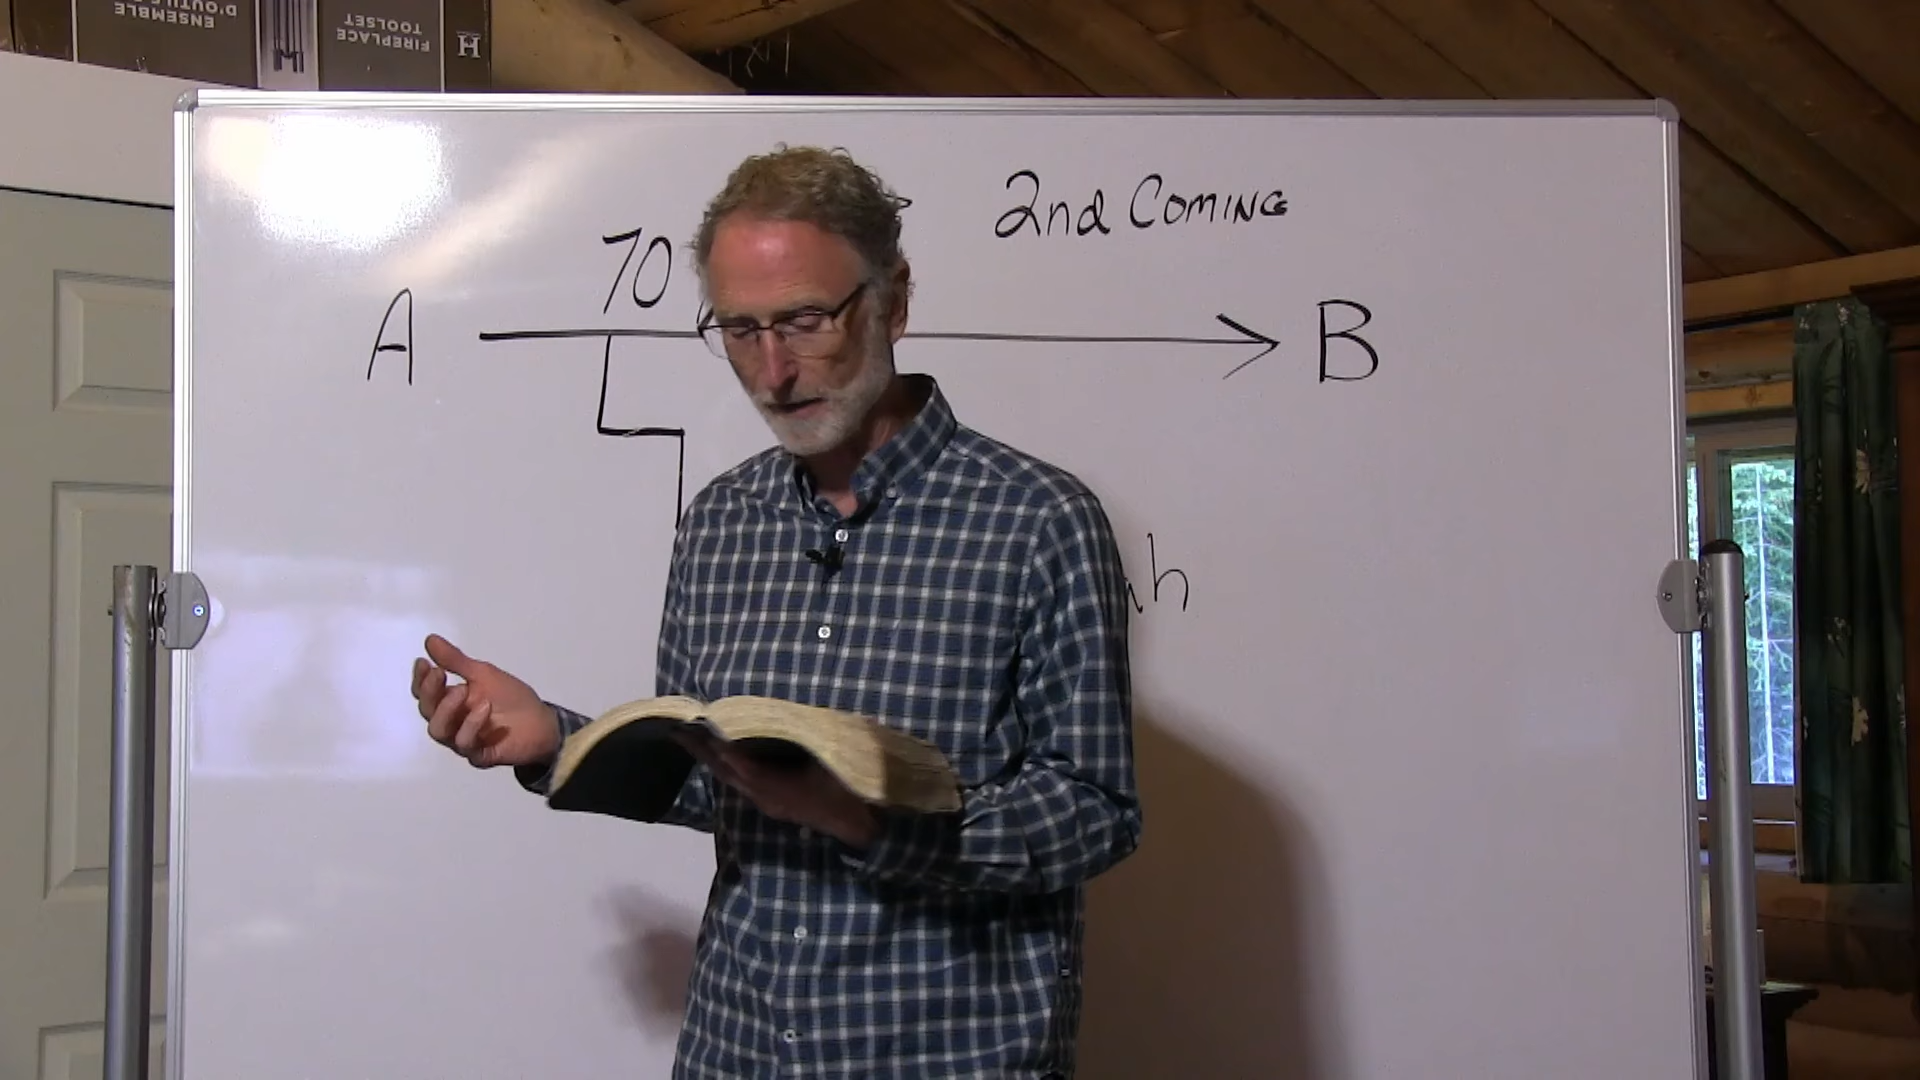 ENSEMBLE
D'OUTILS
FIREPLACE
TOOLSET
H
2nd COMING
70
A
B